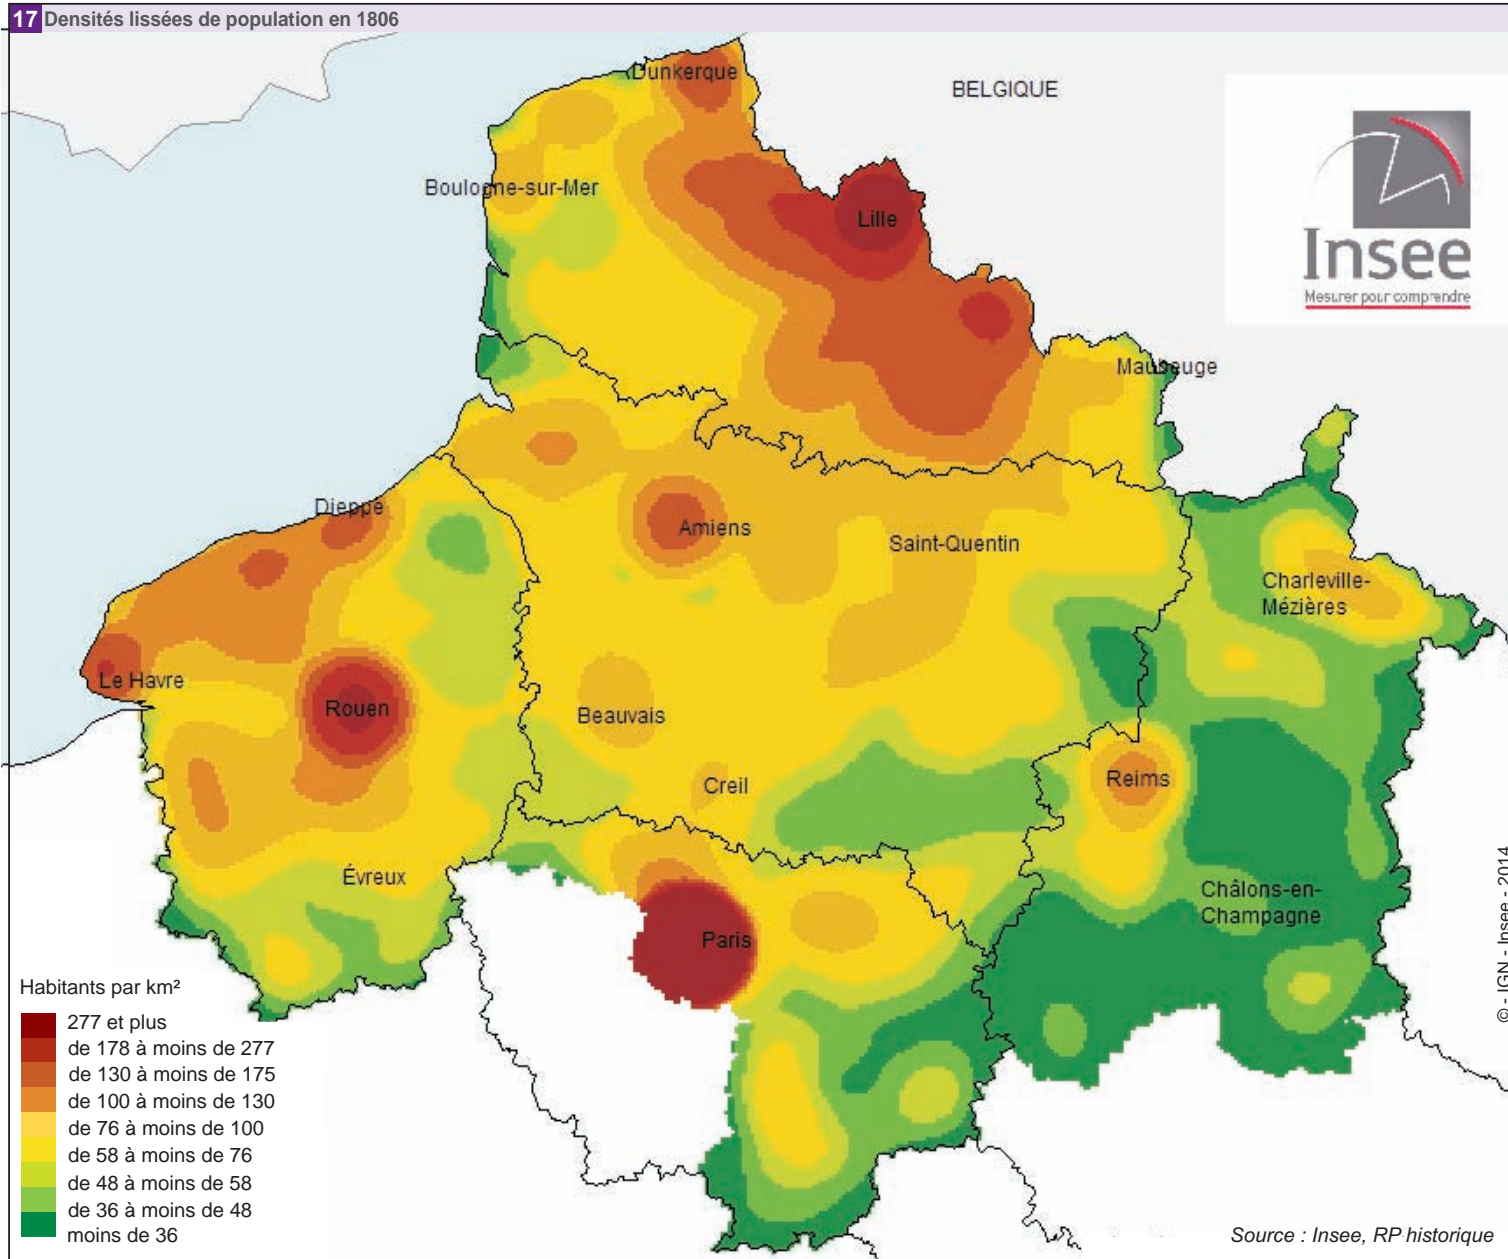 17 Densités lissées de population en 1806
Dunkerque
BELGIQUE
Boulogne-sur-Mer
Lille
Insee
Mesurer pour comprendre
Maubeuge
Dieppe
Amiens
Saint-Quentin
Charleville-
Mézières
Le Havre
Rouen
Beauvais
Creil
Reims
Évreux
Châlons-en-
Champagne
Paris
© - IGN - Insee - 2014
Habitants par km²
277 et plus
de 178 à moins de 277
de 130 à moins de 175
de 100 à moins de 130
de 76 à moins de 100
de 58 à moins de 76
de 48 à moins de 58
de 36 à moins de 48
moins de 36
Source : Insee, RP historique